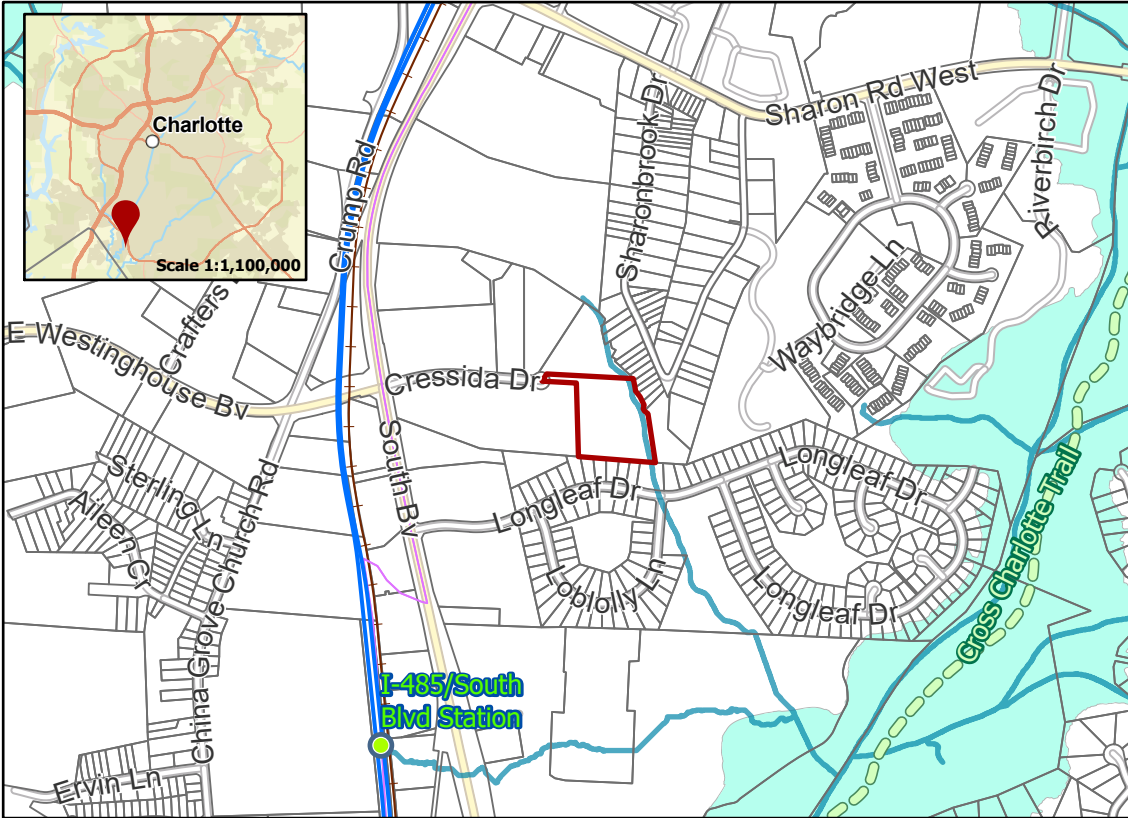 Charlotte
Scale 1:1,100,000
Sharon Rd West
Riverbirch Dr
Sharonbrook Dr
Crump Rd
Waybridge Ln
Crafters
E Westinghouse Bv
Cressida Dr
South Bv
Longleaf Dr
Longleaf Dr
Sterling Ln
Aileen Cr
Loblolly Ln
Longleaf Dr
China Grove Church Rd
Cross Charlotte Trail
I-485/South
Blvd Station
Ervin Ln